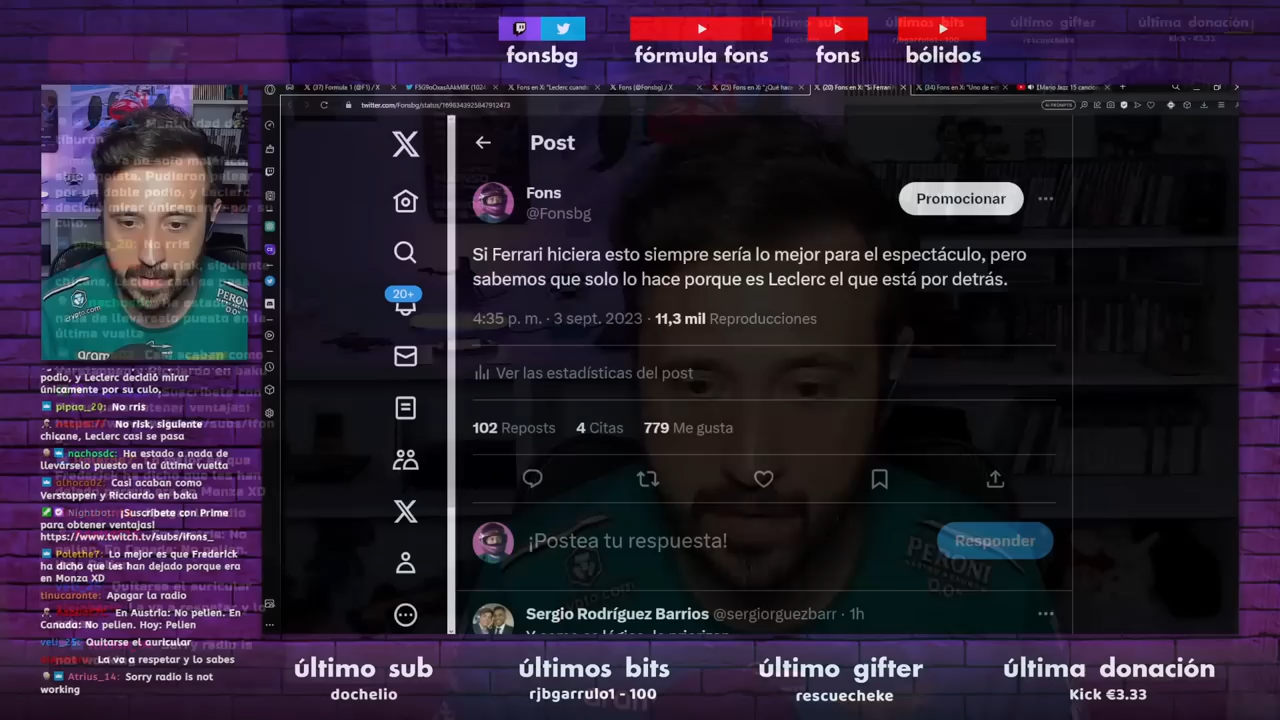 fonsbg
fórmula fons
fons
bólidos
twitter.com/Fonsbg/status/1698343925847912473
Post
Fons
@Fonsbg
Promocionar
Si Ferrari hiciera esto siempre sería lo mejor para el espectáculo, pero
sabemos que solo lo hace porque es Leclerc el que está por detrás.
4:35 p. m. · 3 sept. 2023 · 11,3 mil Reproducciones
20+
Ver las estadísticas del post
102 Reposts 4 Citas 779 Me gusta
¡Postea tu respuesta!
Responder
Sergio Rodríguez Barrios @sergiorguezbarr · 1h
podio, y Leclerc decidió mirar
únicamente por su culo,
pipaa_20: No rris
No risk, siguiente
chicane, Leclerc casi se pasa
nachosdc: Ha estado a nada de
llevárselo puesto en la última vuelta
Casi acaban como
Verstappen y Ricciardo en baku
Nightbot: ¡Suscríbete con Prime
para obtener ventajas!
https://www.twitch.tv/subs/ifons_
Polethe7: Lo mejor es que Frederick
ha dicho que les han dejado porque era
en Monza XD
tinucaronte: Apagar la radio
En Austria: No pelien. En
Canada: No pelien. Hoy: Pelien
Quitarse el auricular
La va a respetar y lo sabes
Atrius_14: Sorry radio is not
working
último sub
dochelio
últimos bits
rjbgarrulo1 - 100
último gifter
rescuecheke
última donación
Kick €3.33